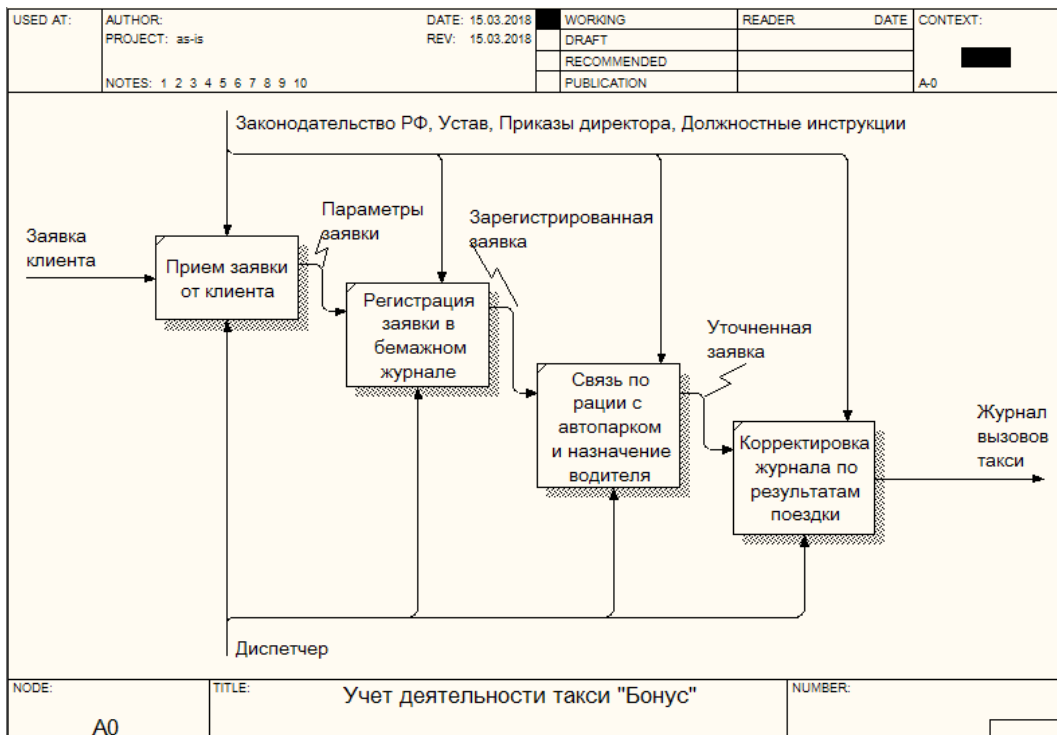 USED AT:
AUTHOR:
DATE: 15.03.2018
WORKING
READER
DATE
CONTEXT:
PROJECT: as-is
REV: 15.03.2018
DRAFT
RECOMMENDED
NOTES: 1 2 3 4 5 6 7 8 9 10
PUBLICATION
A-0
Законодательство РФ, Устав, Приказы директора, Должностные инструкции
Заявка
клиента
Прием заявки
от клиента
Параметры
заявки
Регистрация
заявки в
бемажном
журнале
Зарегистрированная
заявка
Связь по
рации с
автопарком
и назначение
водителя
Уточненная
заявка
Корректировка
журнала по
результатам
поездки
Журнал
вызовов
такси
Диспетчер
NODE:
A0
TITLE:
Учет деятельности такси "Бонус"
NUMBER: